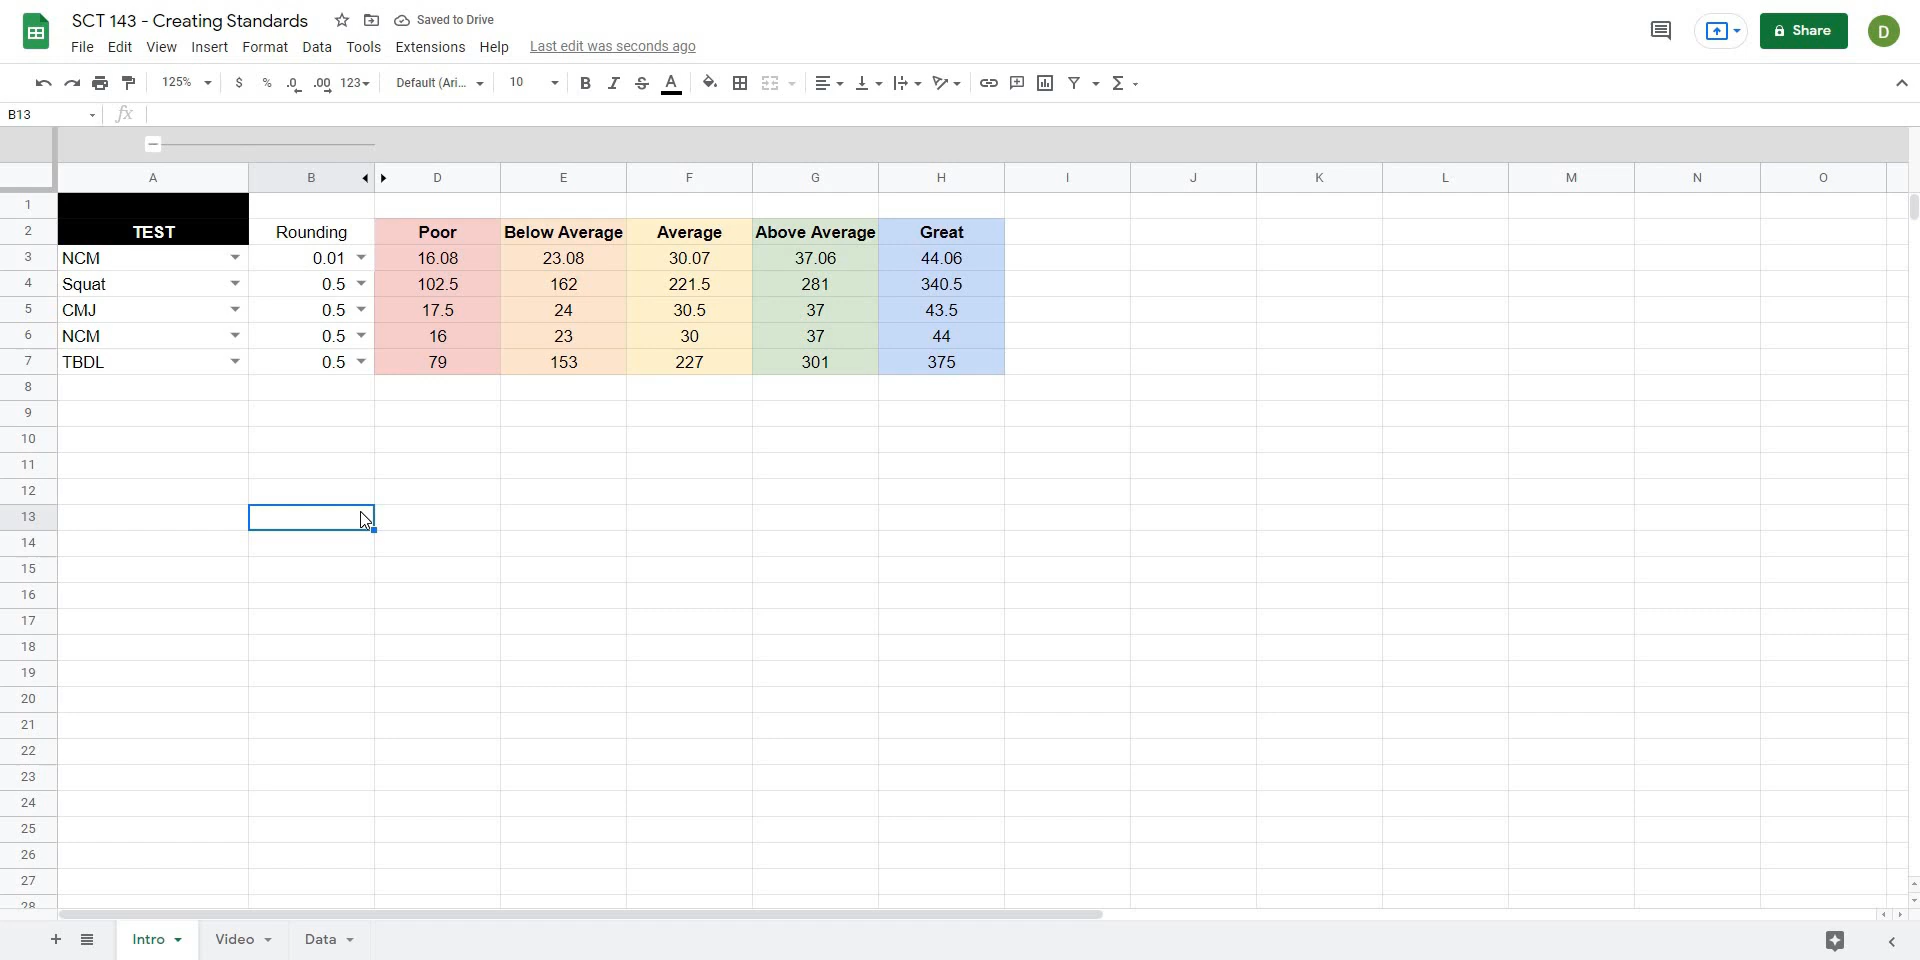 SCT 143 - Creating Standards Saved to Drive
File Edit View Insert Format Data Tools Extensions Help Last edit was seconds ago
Share
D
125% $ % .0 .00 123 Default (Ari... 10 B I S A
B13 fx
A B D E F G H I J K L M N O
1
2 TEST Rounding Poor Below Average Average Above Average Great
3 NCM 0.01 16.08 23.08 30.07 37.06 44.06
4 Squat 0.5 102.5 162 221.5 281 340.5
5 CMJ 0.5 17.5 24 30.5 37 43.5
6 NCM 0.5 16 23 30 37 44
7 TBDL 0.5 79 153 227 301 375
8
9
10
11
12
13
14
15
16
17
18
19
20
21
22
23
24
25
26
27
28
Intro Video Data